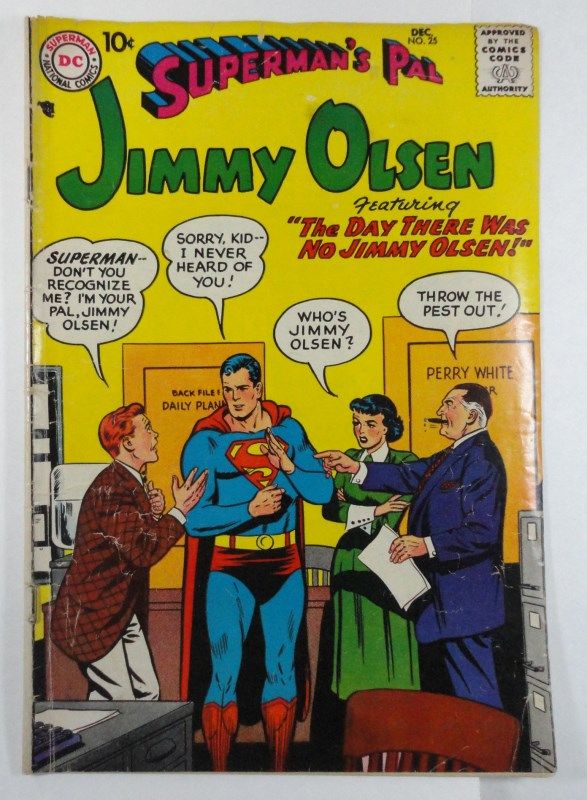 SUPERMAN
DC
NATIONAL COMICS
10¢
DEC.
NO. 25
APPROVED
BY THE
COMICS
CODE
AUTHORITY
SUPERMAN'S PAL
JIMMY OLSEN
Featuring
"THE DAY THERE WAS
NO JIMMY OLSEN!"
SUPERMAN--
DON'T YOU
RECOGNIZE
ME? I'M YOUR
PAL, JIMMY
OLSEN!
SORRY, KID--
I NEVER
HEARD OF
YOU!
WHO'S
JIMMY
OLSEN?
THROW THE
PEST OUT!
BACK FILE
DAILY PLAN
PERRY WHITE